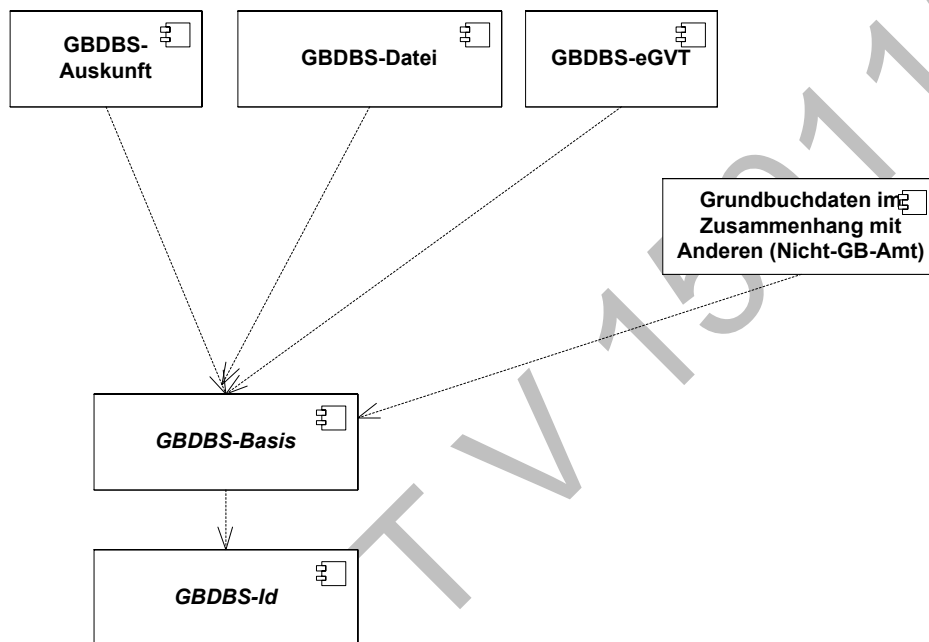 GBDBS-
Auskunft
GBDBS-Datei
GBDBS-eGVT
Grundbuchdaten im
Zusammenhang mit
Anderen (Nicht-GB-Amt)
GBDBS-Basis
GBDBS-Id